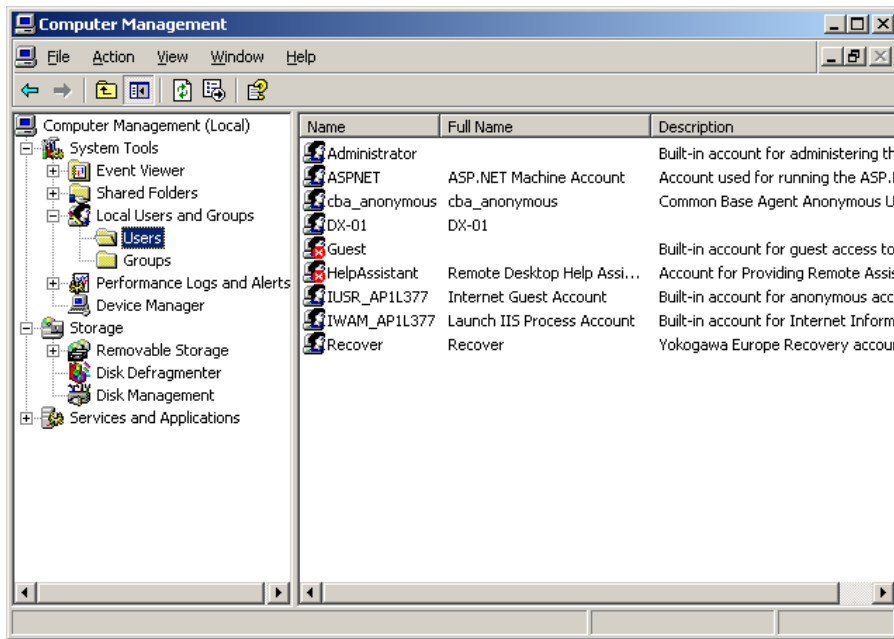 Computer Management
File Action View Window Help
Computer Management (Local)
System Tools
Event Viewer
Shared Folders
Local Users and Groups
Users
Groups
Performance Logs and Alerts
Device Manager
Storage
Removable Storage
Disk Defragmenter
Disk Management
Services and Applications
Name Full Name Description
Administrator Built-in account for administering th
ASPNET ASP.NET Machine Account Account used for running the ASP.
cba_anonymous cba_anonymous Common Base Agent Anonymous U
DX-01 DX-01
Guest Built-in account for guest access to
HelpAssistant Remote Desktop Help Assi... Account for Providing Remote Assis
IUSR_AP1L377 Internet Guest Account Built-in account for anonymous acc
IWAM_AP1L377 Launch IIS Process Account Built-in account for Internet Inform
Recover Recover Yokogawa Europe Recovery accou